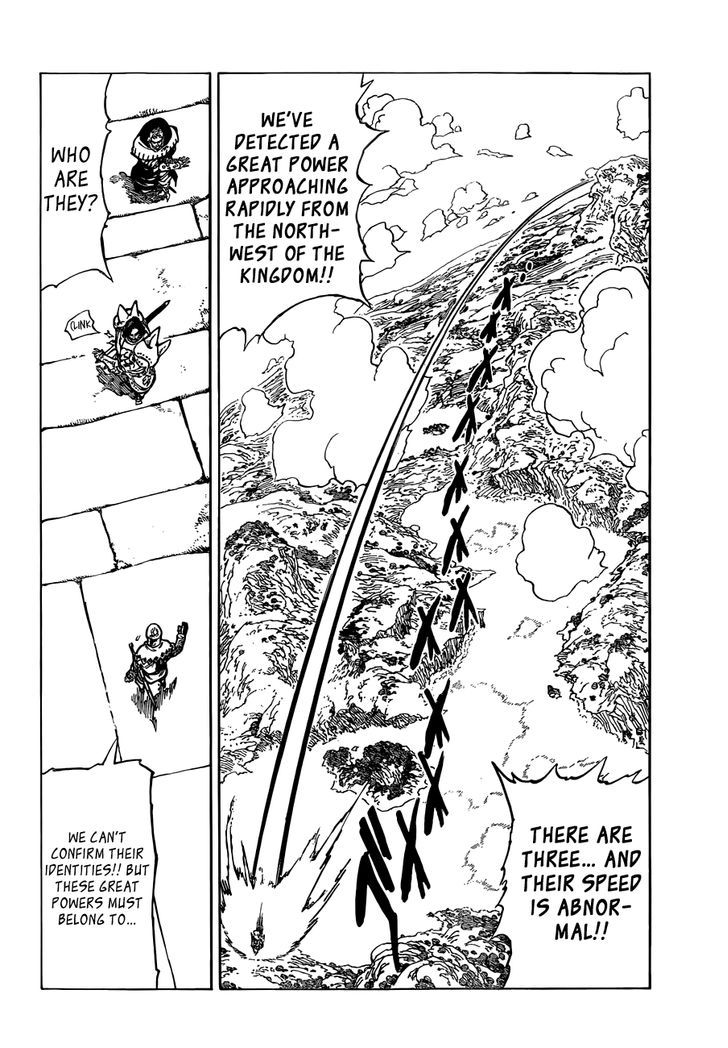 WE'VE
DETECTED A
GREAT POWER
APPROACHING
RAPIDLY FROM
THE NORTH-
WEST OF THE
KINGDOM!!
THERE ARE
THREE... AND
THEIR SPEED
IS ABNOR-
MAL!!
WHO
ARE
THEY?
CLINK
WE CAN'T
CONFIRM THEIR
IDENTITIES!! BUT
THESE GREAT
POWERS MUST
BELONG TO...